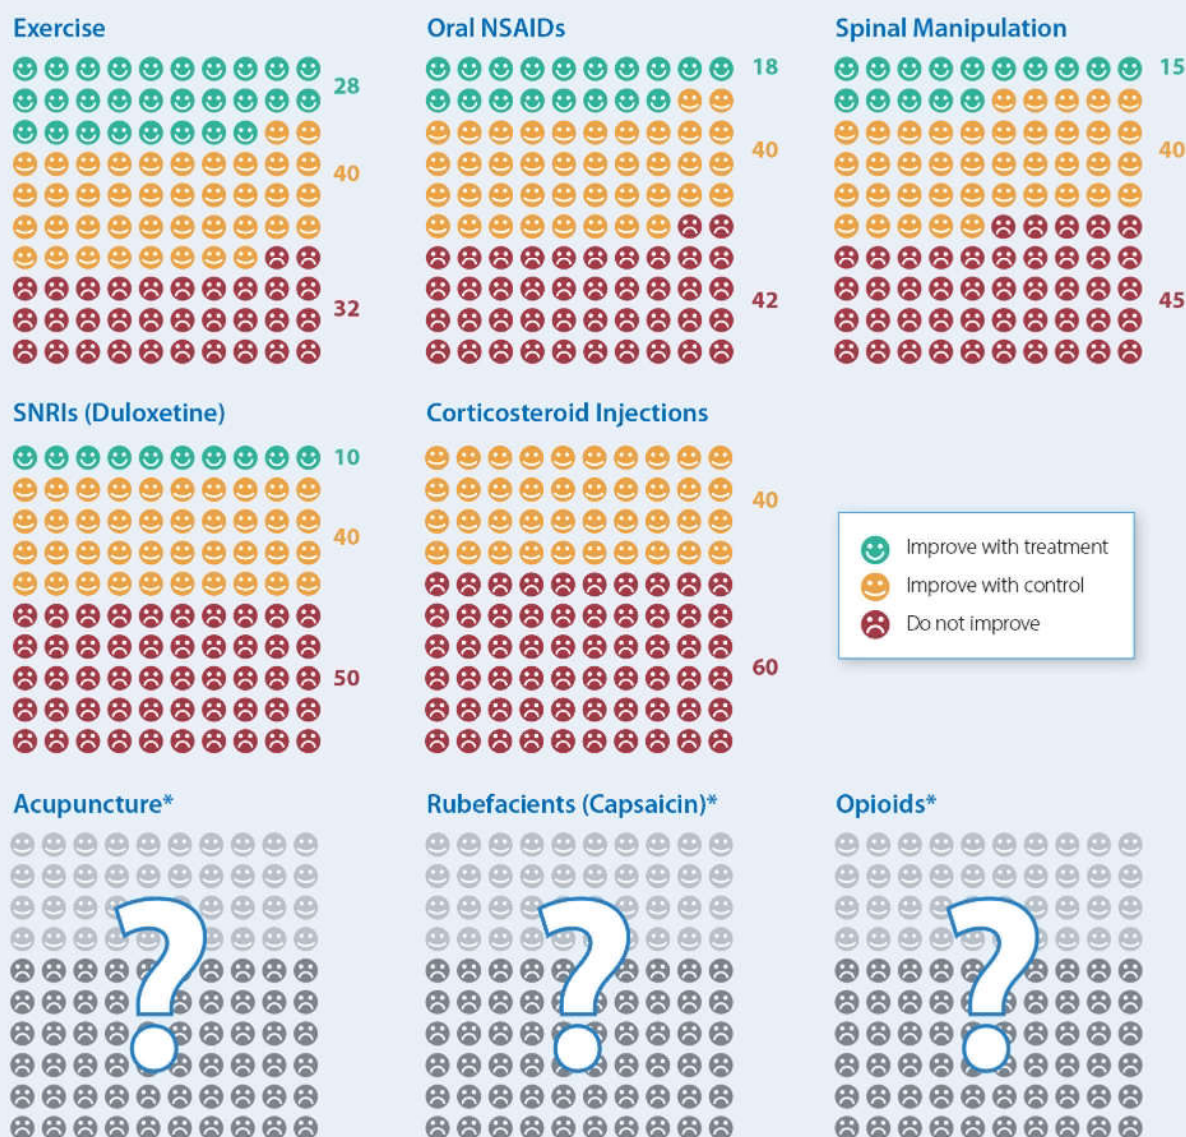 Exercise
28
40
32
Oral NSAIDs
18
40
42
Spinal Manipulation
15
40
45
SNRIs (Duloxetine)
10
40
50
Corticosteroid Injections
40
60
Improve with treatment
Improve with control
Do not improve
Acupuncture*
?
Rubefacients (Capsaicin)*
?
Opioids*
?